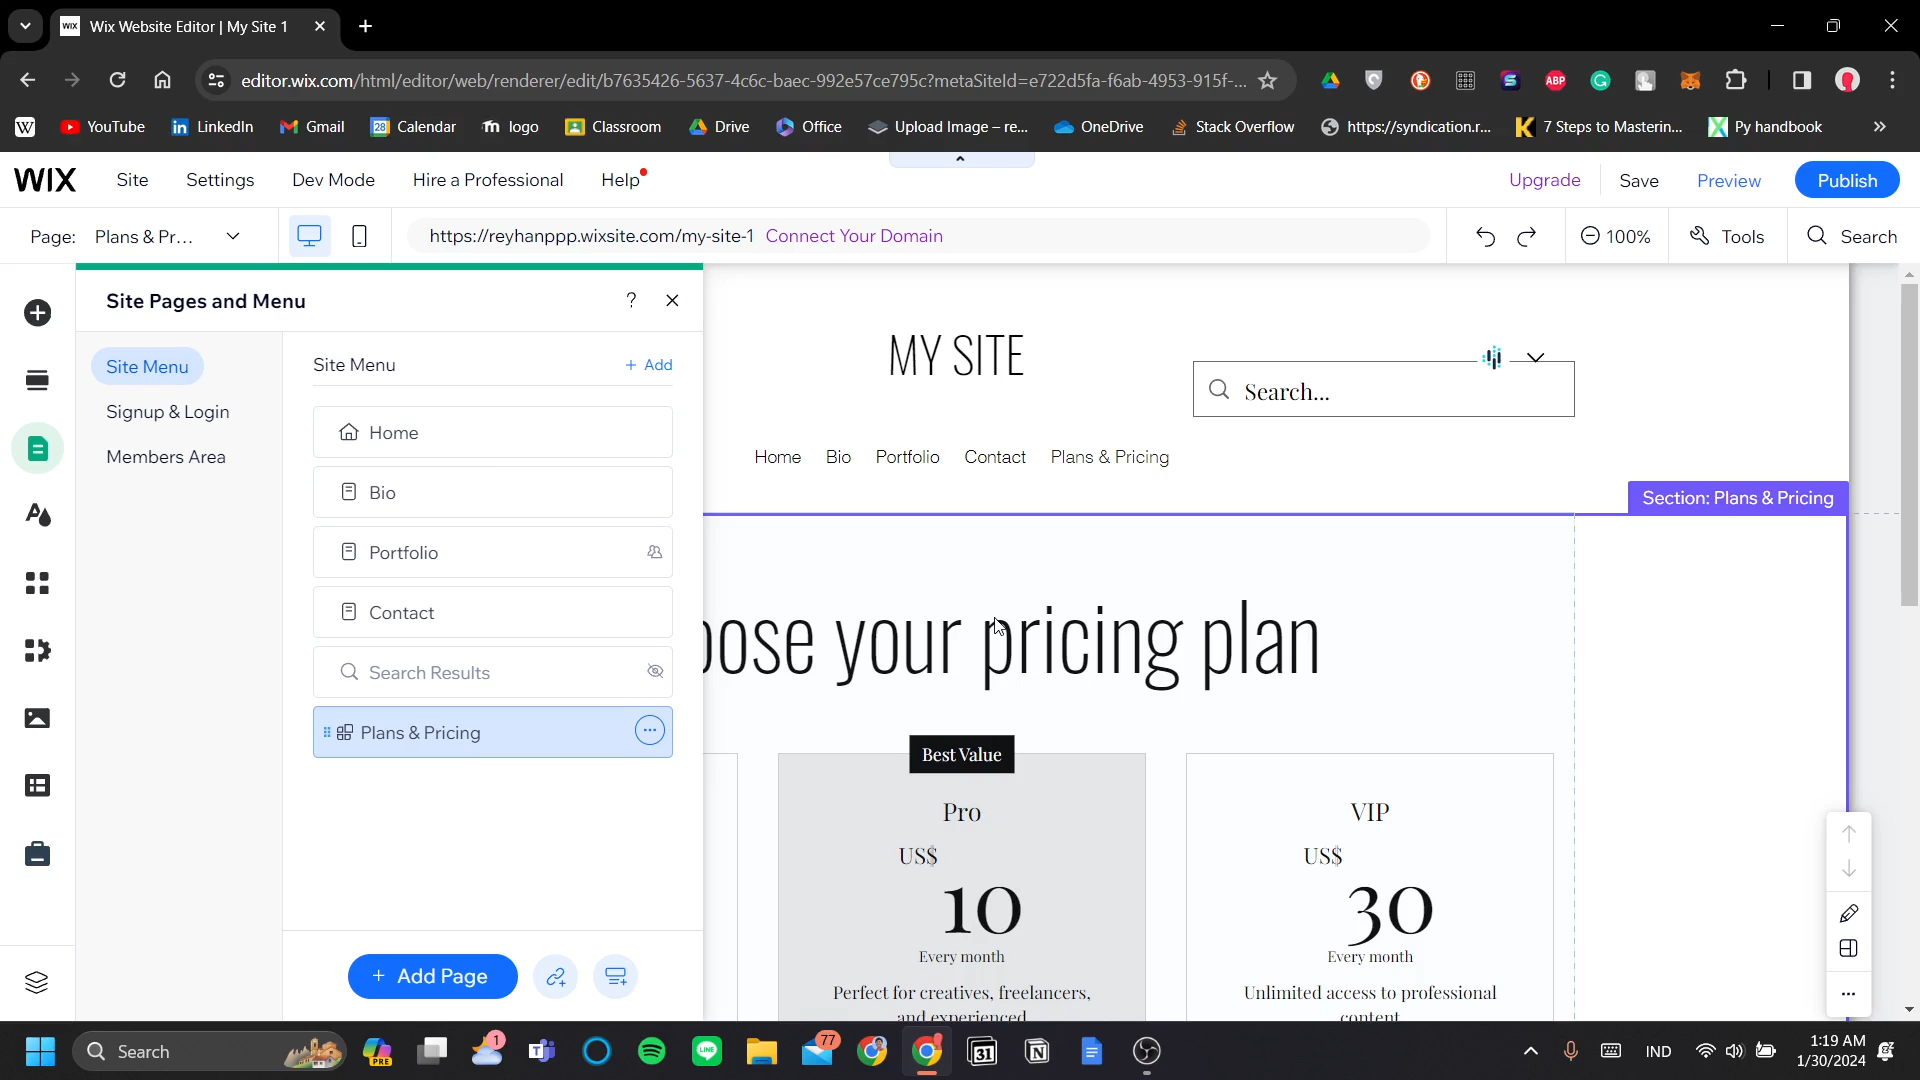 Wix Website Editor | My Site 1
editor.wix.com/html/editor/web/renderer/edit/b7635426-5637-4c6c-baec-992e57ce795c?metaSiteId=e722d5fa-f6ab-4953-915f-...
YouTube
LinkedIn
Gmail
Calendar
logo
Classroom
Drive
Office
Upload Image – re...
OneDrive
Stack Overflow
https://syndication.r...
7 Steps to Masterin...
Py handbook
WIX
Site
Settings
Dev Mode
Hire a Professional
Help
Upgrade
Save
Preview
Publish
Page: Plans & Pr...
https://reyhanppp.wixsite.com/my-site-1 Connect Your Domain
100%
Tools
Search
Site Pages and Menu
?
Site Menu
Signup & Login
Members Area
Site Menu
+ Add
Home
Bio
Portfolio
Contact
Search Results
Plans & Pricing
+ Add Page
MY SITE
Search...
Home
Bio
Portfolio
Contact
Plans & Pricing
Section: Plans & Pricing
oose your pricing plan
Best Value
Pro
US$
10
Every month
Perfect for creatives, freelancers,
and experienced
VIP
US$
30
Every month
Unlimited access to professional
content
Search
PRE
1
77
31
LINE
IND
1:19 AM
1/30/2024